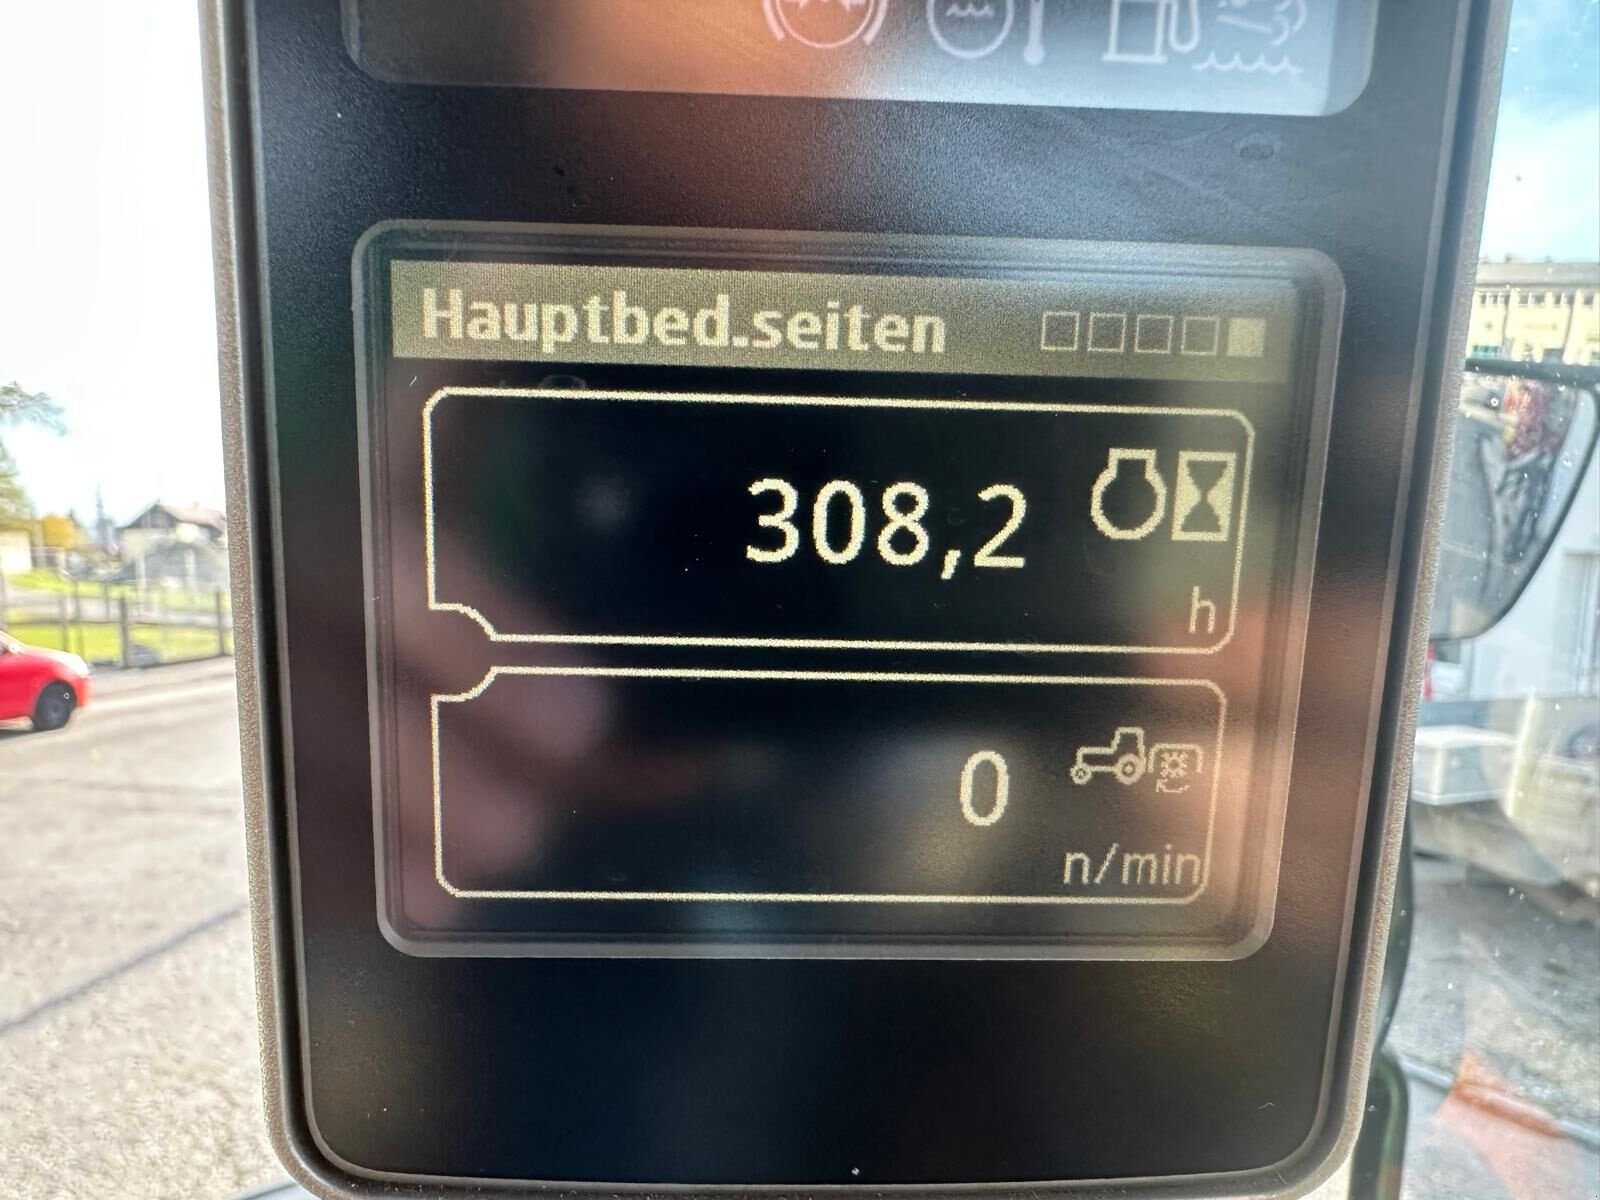 Hauptbed.seiten
308,2
h
0
n/min